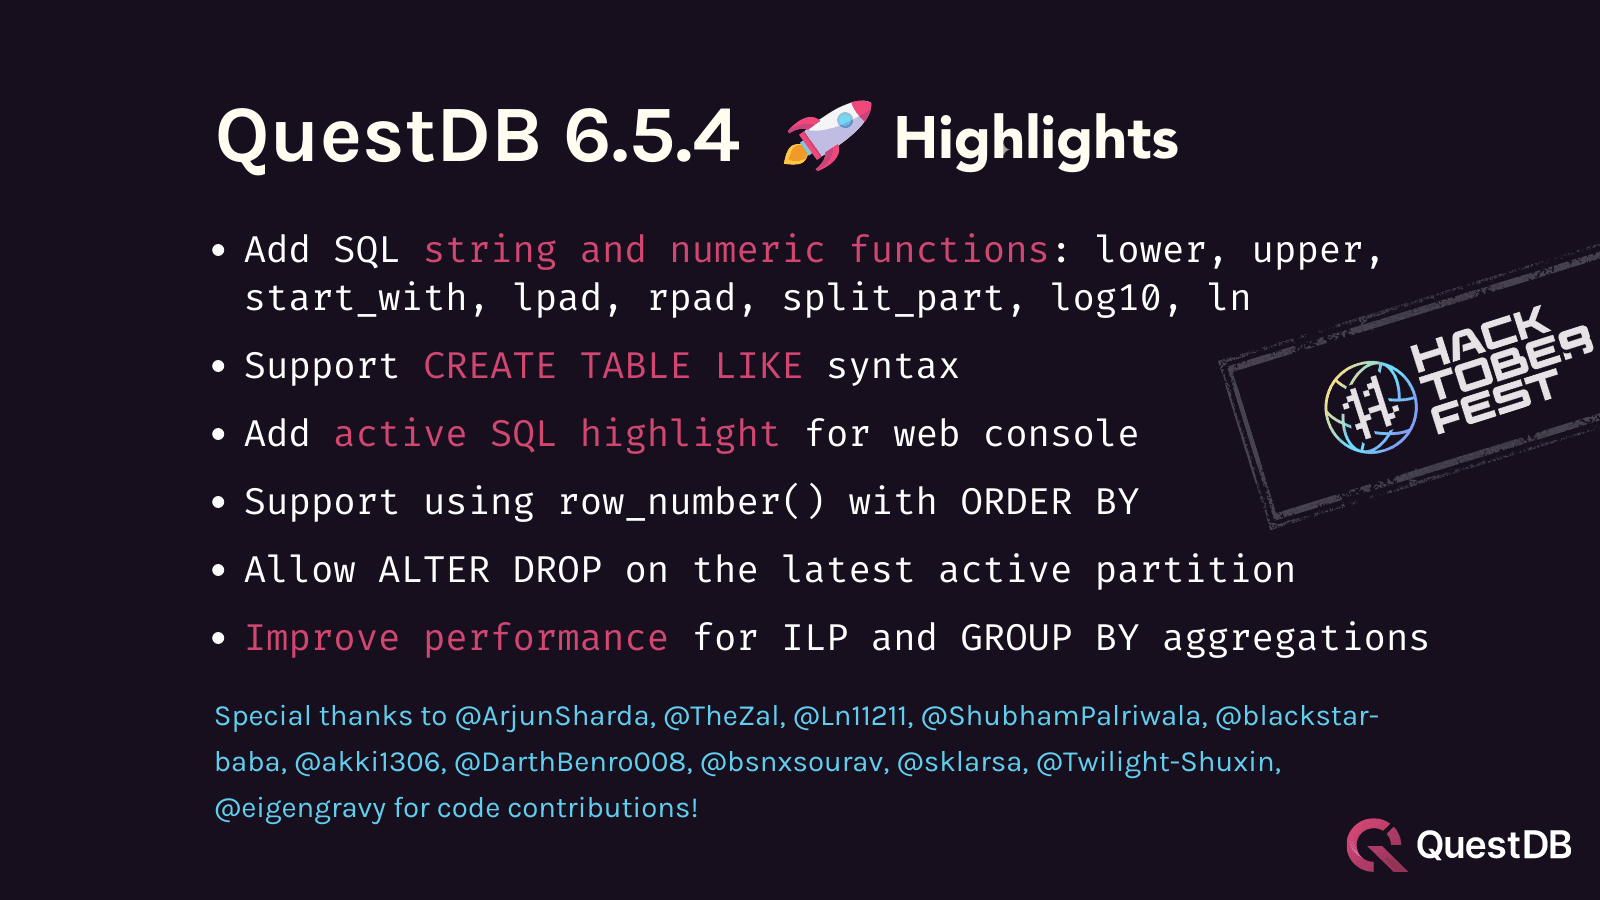 QuestDB 6.5.4 🚀 Highlights
• Add SQL string and numeric functions: lower, upper,
start_with, lpad, rpad, split_part, log10, ln
• Support CREATE TABLE LIKE syntax
• Add active SQL highlight for web console
• Support using row_number() with ORDER BY
• Allow ALTER DROP on the latest active partition
• Improve performance for ILP and GROUP BY aggregations
HACK
TOBER
FEST
Special thanks to @ArjunSharda, @TheZal, @Ln11211, @ShubhamPalriwala, @blackstar-
baba, @akki1306, @DarthBenro008, @bsnxsourav, @sklarsa, @Twilight-Shuxin,
@eigengravy for code contributions!
QuestDB